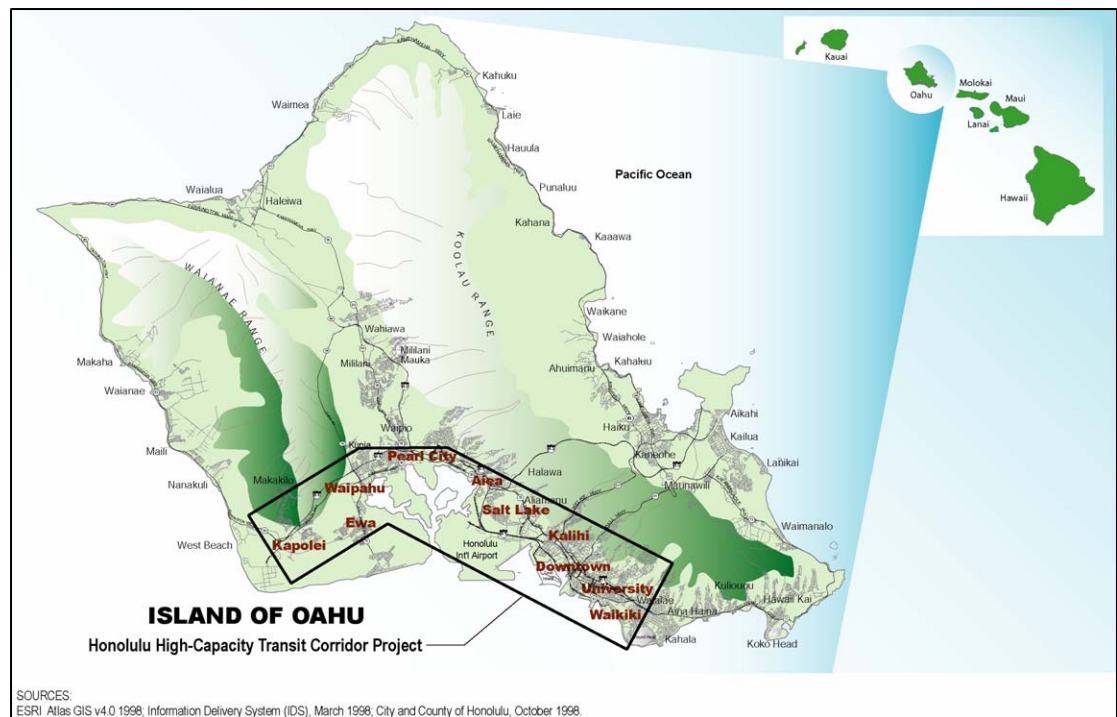 Kauai
Oahu
Molokai
Maui
Lanai
Hawaii
Kahuku
Waimea
Laie
Hauula
Pacific Ocean
Punaluu
Waialua
Haleiwa
Kahana
Kaaawa
KOOLAU RANGE
WAIANAE RANGE
Waikane
Wahiawa
Waiahole
Mililani
Mauka
Mililani
Kahaluu
Makaha
Ahuimanu
Waianae
Aikahi
Waipio
Haiku
Kailua
Maili
Kunia
Kaneohe
Pearl City
Lanikai
Halawa
Nanakuli
Makakilo
Aiea
Maunawili
Waipahu
Aliamanu
Salt Lake
Ewa
Waimanalo
West Beach
Kapolei
Kalihi
Honolulu
Int'l Airport
Downtown
University
Kuliouou
Waialae
Hawaii Kai
Aina Haina
Waikiki
ISLAND OF OAHU
Kahala
Koko Head
Honolulu High-Capacity Transit Corridor Project
SOURCES:
ESRI Atlas GIS v4.0 1998; Information Delivery System (IDS), March 1998; City and County of Honolulu, October 1998.